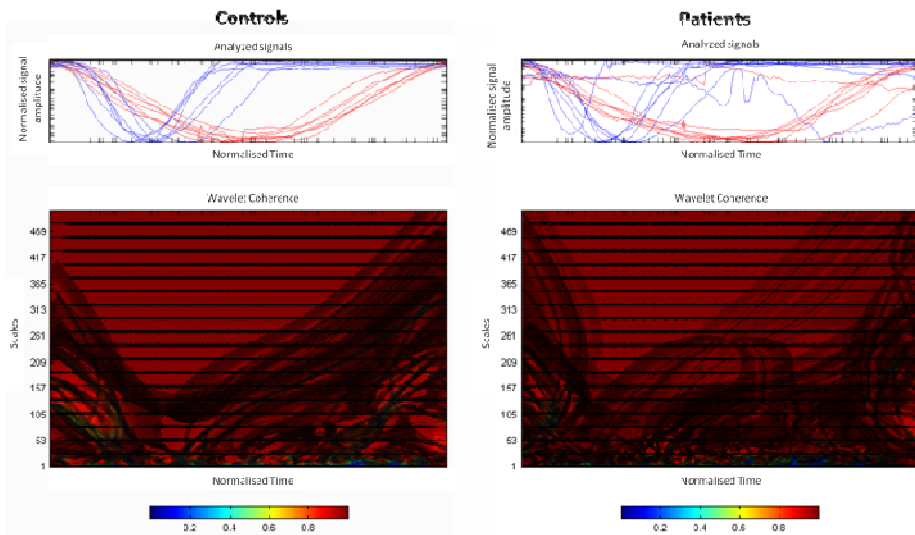 Controls
Analyzed signals
Normalised signal
amplitude
Normalised Time
Wavelet Coherence
469
417
365
313
261
209
157
105
53
1
Scales
Normalised Time
0.2 0.4 0.6 0.8
Patients
Analyzed signals
Normalised signal
amplitude
Normalised Time
Wavelet Coherence
469
417
365
313
261
209
157
105
53
1
Scales
Normalised Time
0.2 0.4 0.6 0.8